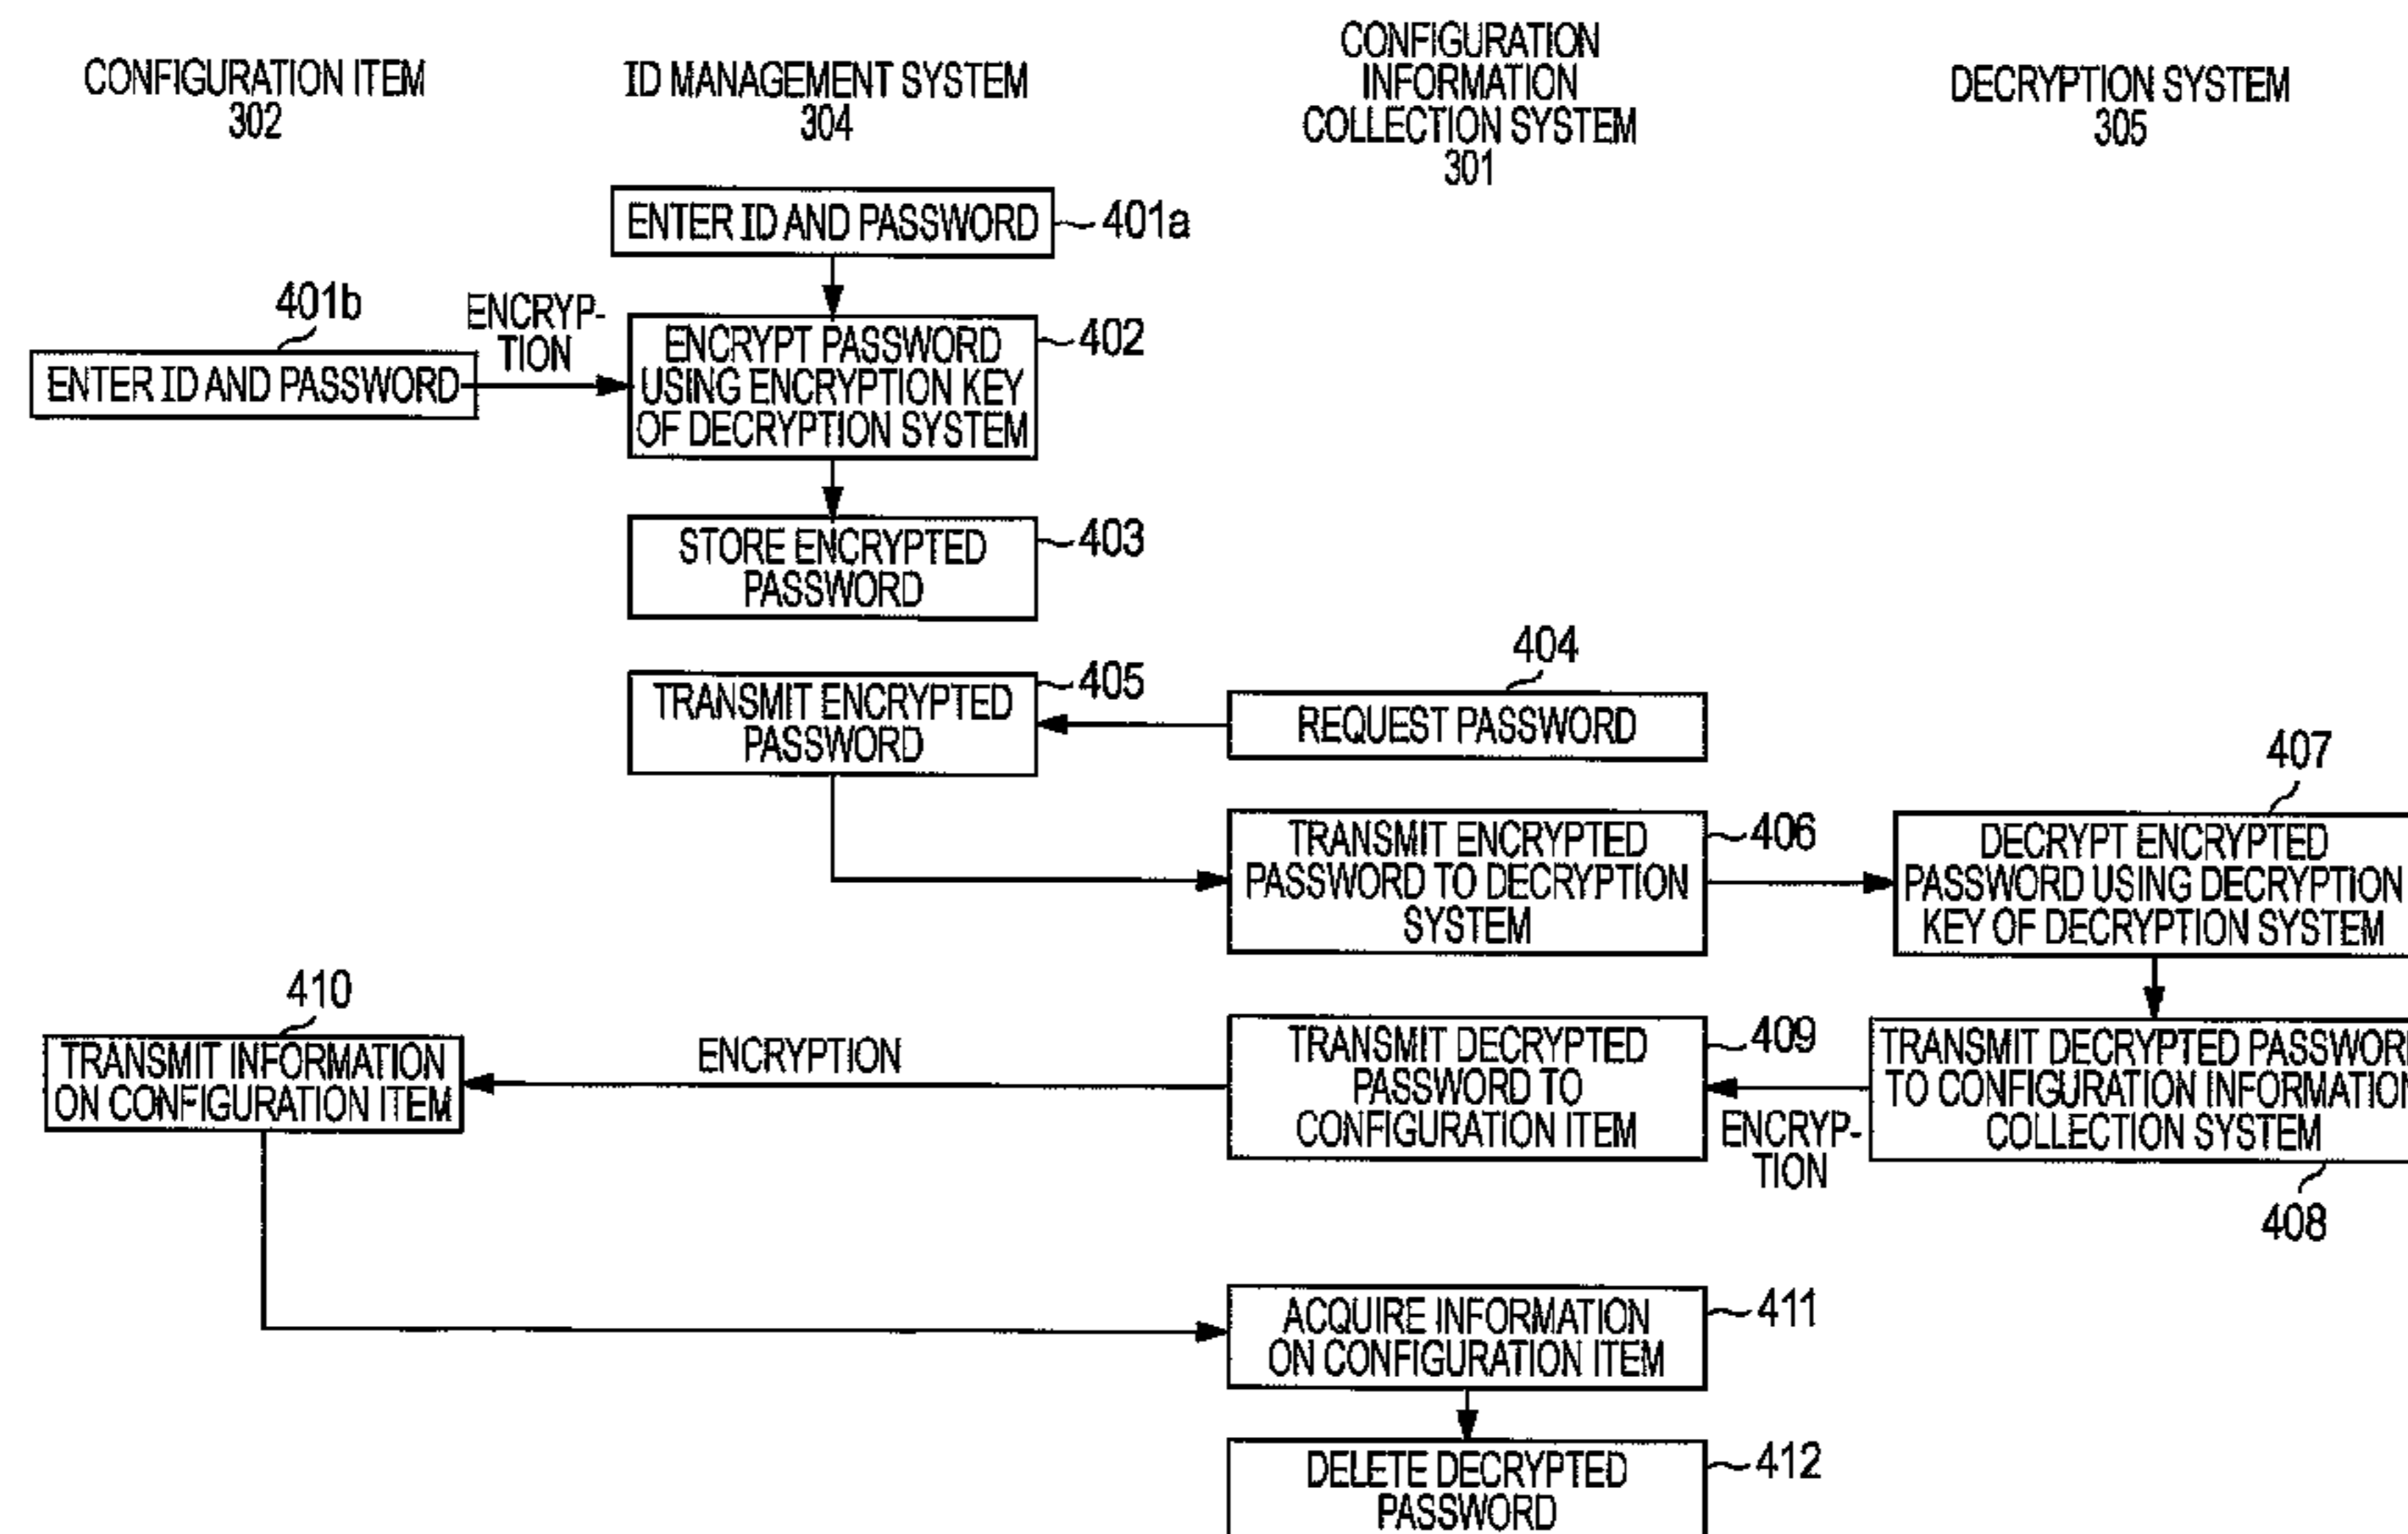 CONFIGURATION ITEM
302
ID MANAGEMENT SYSTEM
304
CONFIGURATION
INFORMATION
COLLECTION SYSTEM
301
DECRYPTION SYSTEM
305
ENTER ID AND PASSWORD
401a
401b
ENTER ID AND PASSWORD
ENCRYP-
TION
ENCRYPT PASSWORD
USING ENCRYPTION KEY
OF DECRYPTION SYSTEM
402
STORE ENCRYPTED
PASSWORD
403
404
REQUEST PASSWORD
TRANSMIT ENCRYPTED
PASSWORD
405
TRANSMIT ENCRYPTED
PASSWORD TO DECRYPTION
SYSTEM
406
407
DECRYPT ENCRYPTED
PASSWORD USING DECRYPTION
KEY OF DECRYPTION SYSTEM
TRANSMIT DECRYPTED PASSWORD
TO CONFIGURATION INFORMATION
COLLECTION SYSTEM
408
ENCRYP-
TION
TRANSMIT DECRYPTED
PASSWORD TO
CONFIGURATION ITEM
409
ENCRYPTION
410
TRANSMIT INFORMATION
ON CONFIGURATION ITEM
ACQUIRE INFORMATION
ON CONFIGURATION ITEM
411
DELETE DECRYPTED
PASSWORD
412